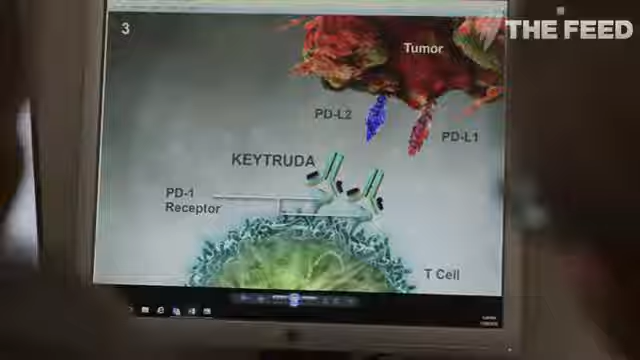 3
THE FEED
Tumor
PD-L2
PD-L1
KEYTRUDA
PD-1
Receptor
T Cell